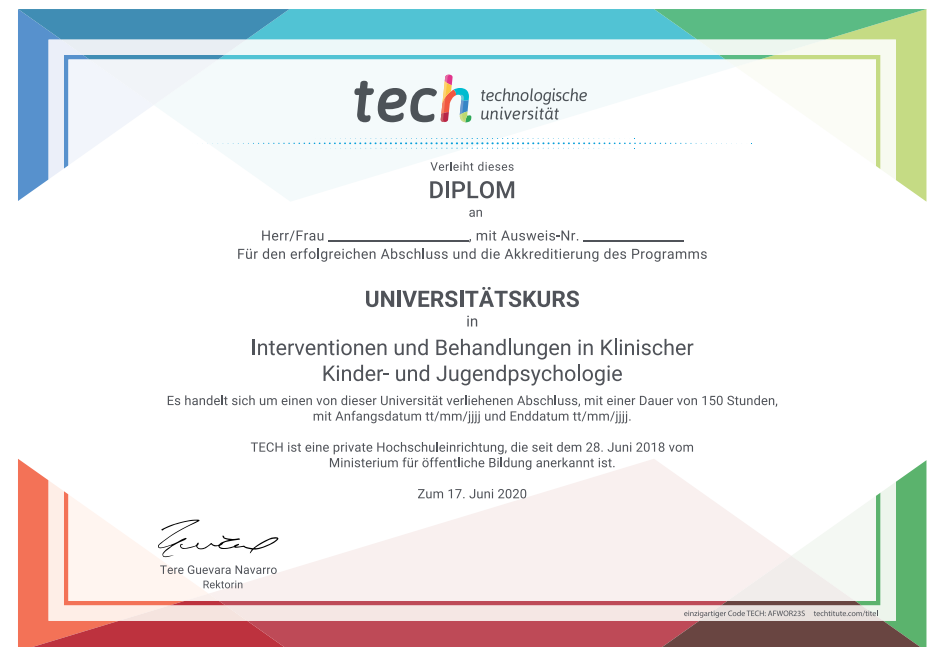 tech technologische
universität
Verleiht dieses
DIPLOM
an
Herr/Frau ____________________, mit Ausweis-Nr. ______________
Für den erfolgreichen Abschluss und die Akkreditierung des Programms
UNIVERSITÄTSKURS
in
Interventionen und Behandlungen in Klinischer
Kinder- und Jugendpsychologie
Es handelt sich um einen von dieser Universität verliehenen Abschluss, mit einer Dauer von 150 Stunden,
mit Anfangsdatum tt/mm/jjjj und Enddatum tt/mm/jjjj.
TECH ist eine private Hochschuleinrichtung, die seit dem 28. Juni 2018 vom
Ministerium für öffentliche Bildung anerkannt ist.
Zum 17. Juni 2020
Tere Guevara Navarro
Rektorin
einzigartiger Code TECH: AFWOR23S techtitute.com/titel